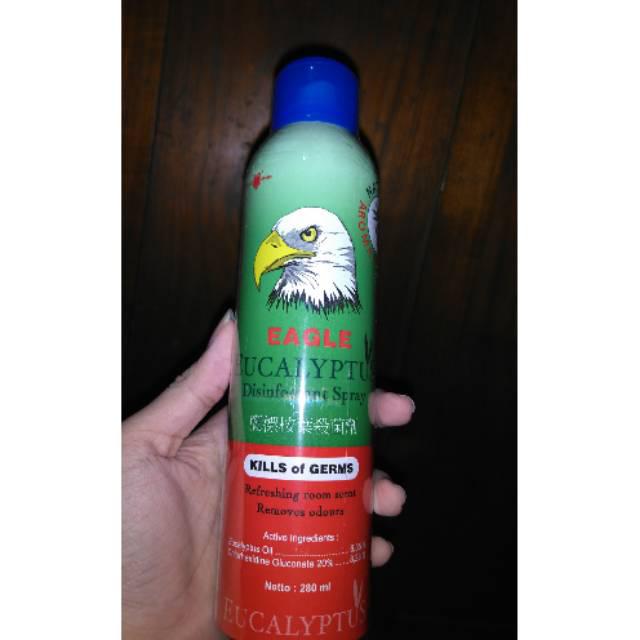 AROMA
EAGLE
EUCALYPTUS
Disinfectant Spray
KILLS of GERMS
Refreshing room scent
Removes odours
Active Ingredients :
Eucalyptus Oil
Chlorhexidine Gluconate 20%
Netto : 280 ml
EUCALYPTUS